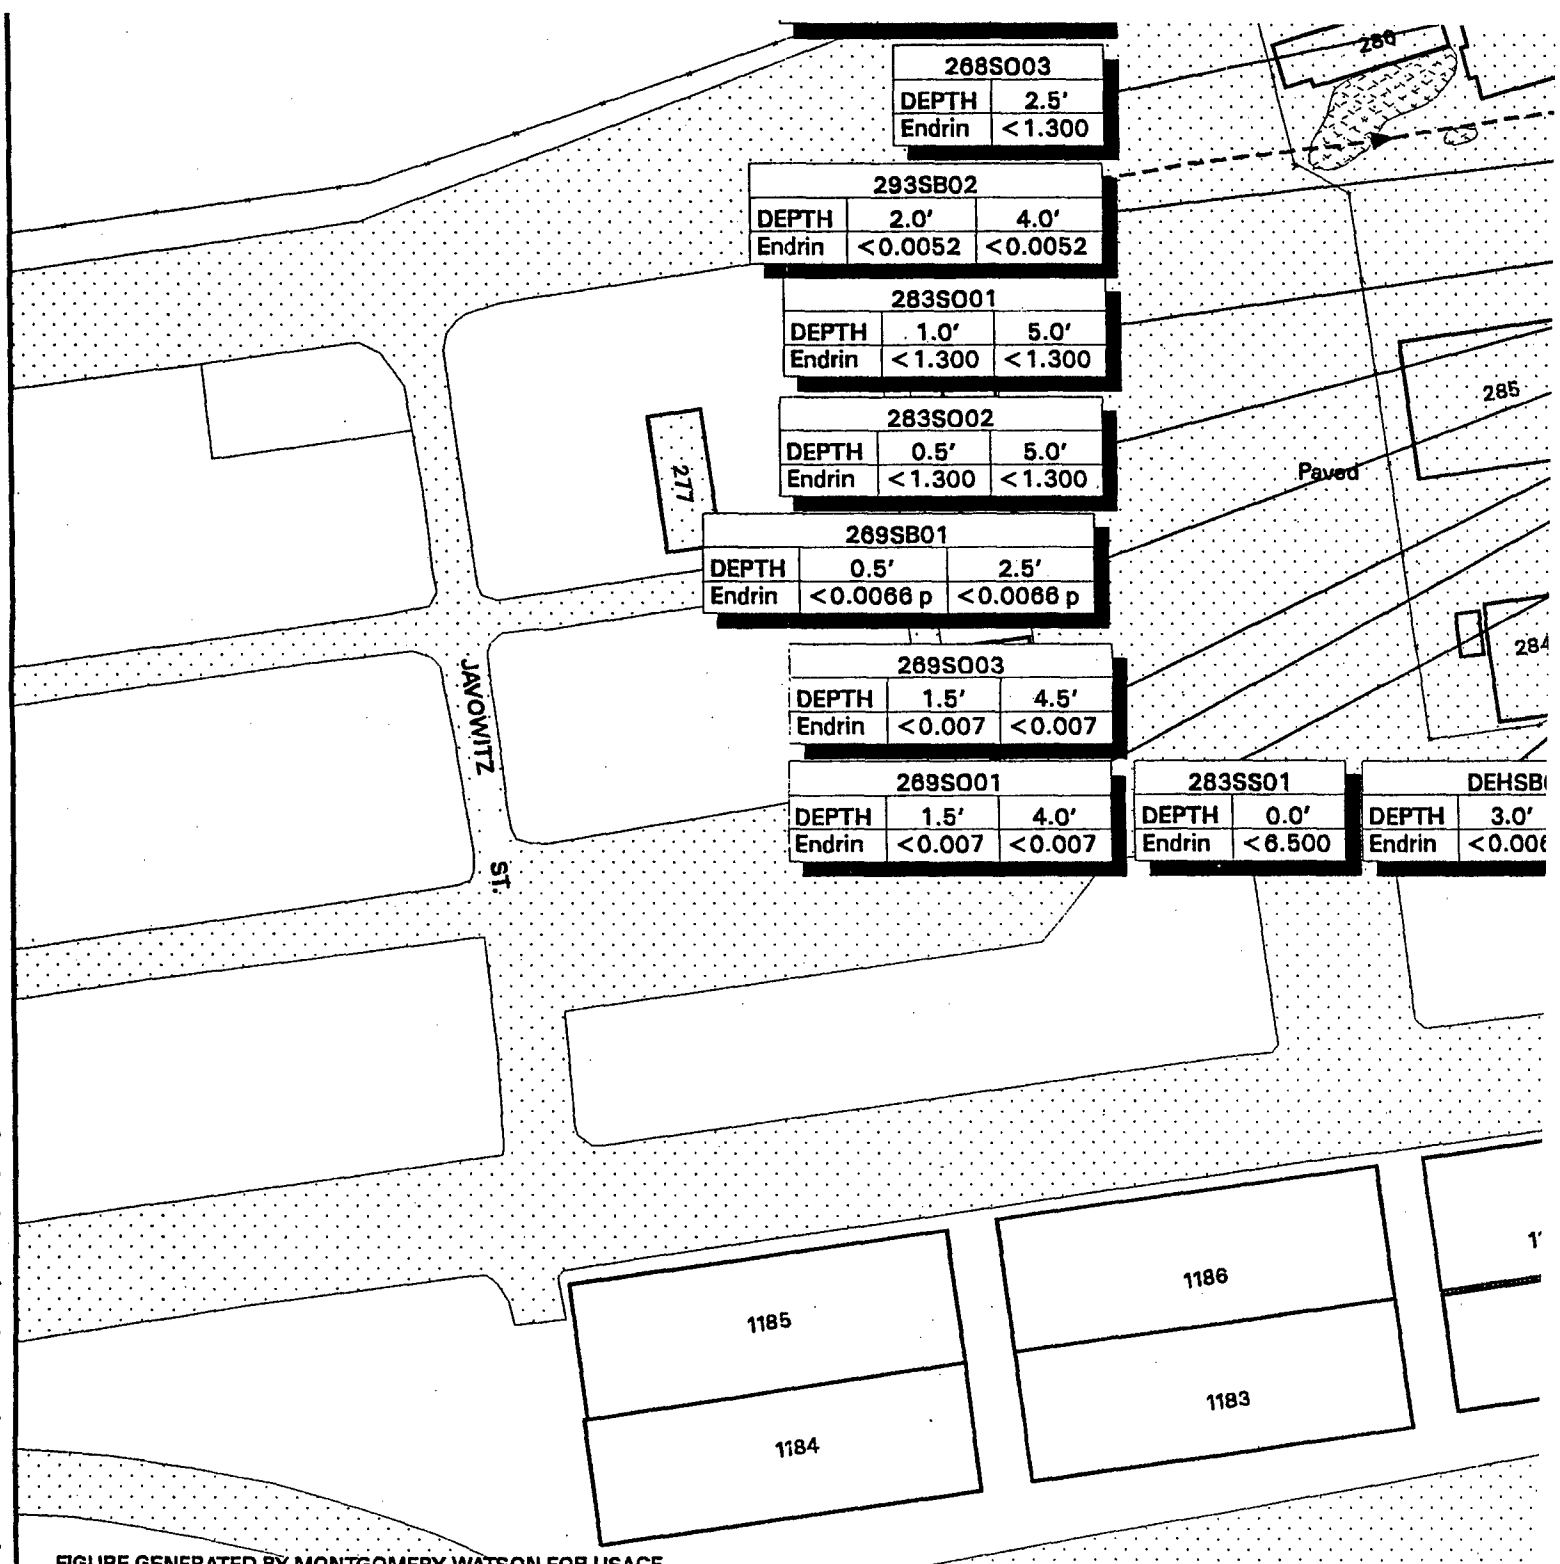 286
268SO03
DEPTH 2.5'
Endrin <1.300
293SB02
DEPTH 2.0' 4.0'
Endrin <0.0052 <0.0052
283SO01
DEPTH 1.0' 5.0'
Endrin <1.300 <1.300
285
283SO02
DEPTH 0.5' 5.0'
Endrin <1.300 <1.300
Paved
277
269SB01
DEPTH 0.5' 2.5'
Endrin <0.0066 p <0.0066 p
284
269SO03
DEPTH 1.5' 4.5'
Endrin <0.007 <0.007
JAVOWITZ ST.
269SO01
DEPTH 1.5' 4.0'
Endrin <0.007 <0.007
283SS01
DEPTH 0.0'
Endrin <6.500
DEHSB0
DEPTH 3.0'
Endrin <0.006
1185
1186
1184
1183
FIGURE GENERATED BY MONTGOMERY WATSON FOR USACE